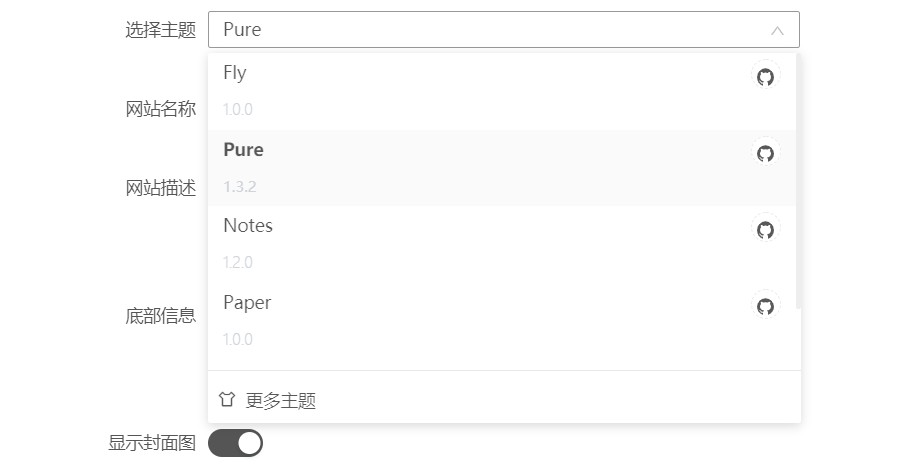 选择主题
Pure
Fly
1.0.0
网站名称
Pure
1.3.2
网站描述
Notes
1.2.0
Paper
底部信息
1.0.0
更多主题
显示封面图